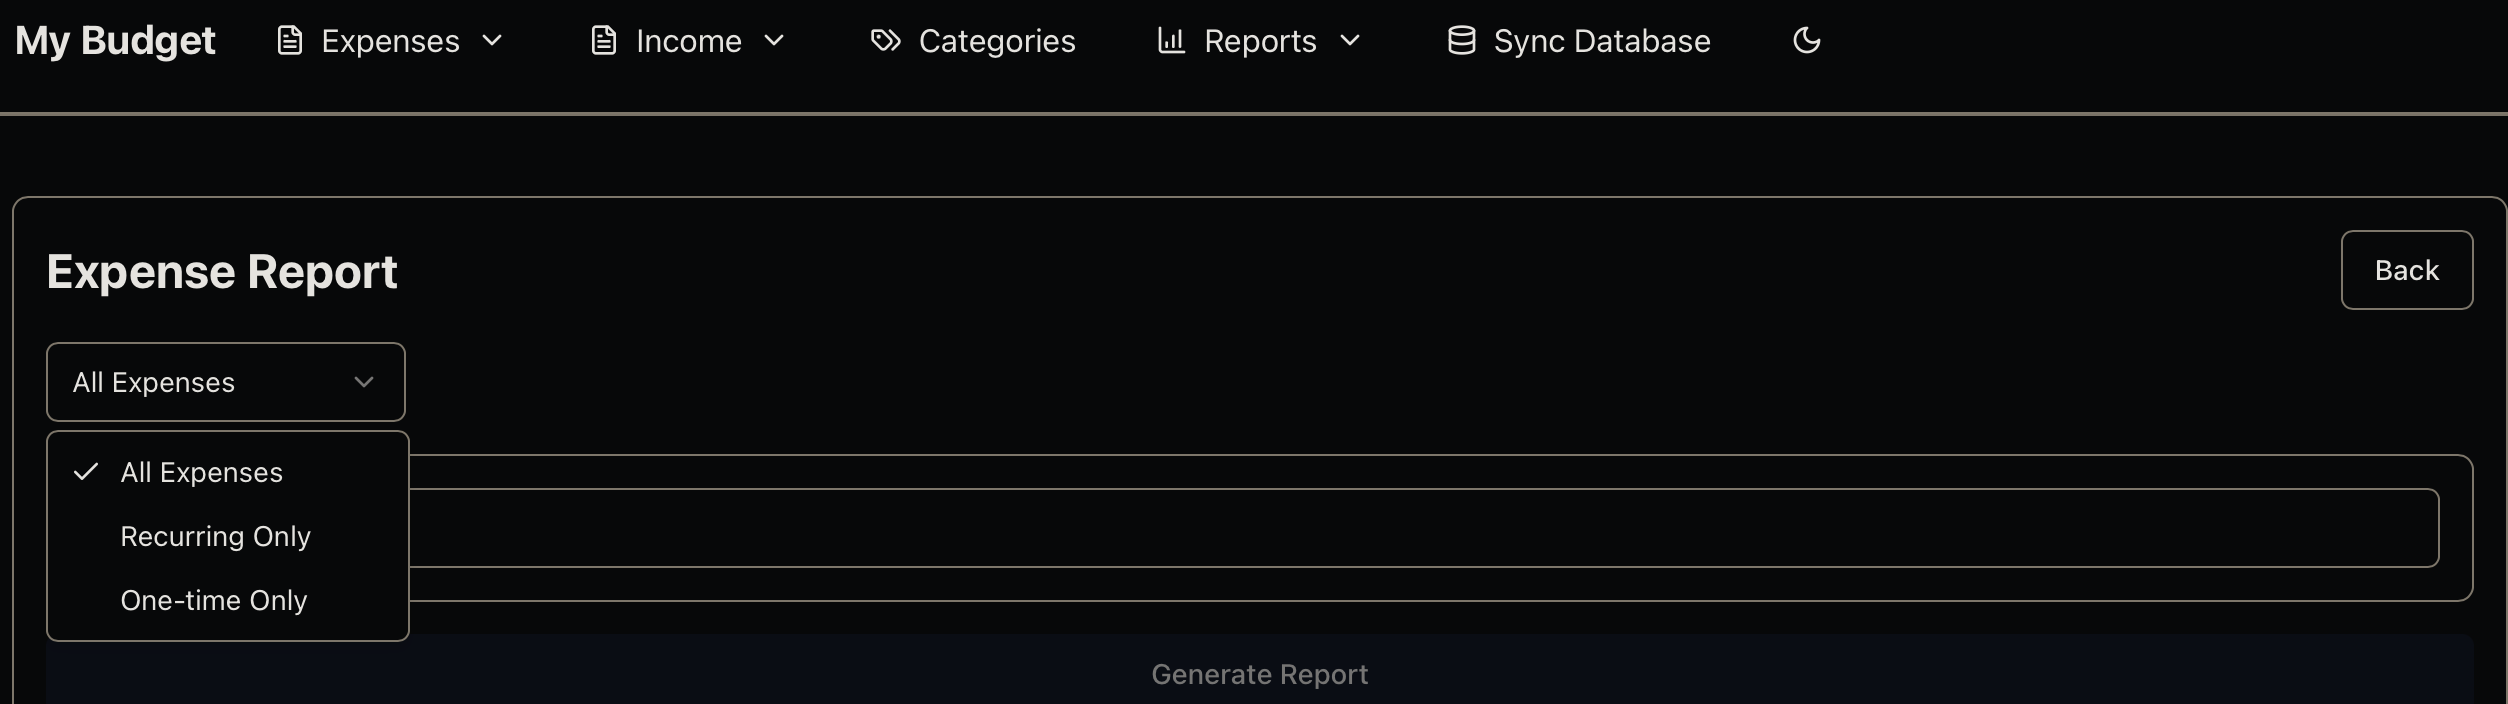 My Budget Expenses Income Categories Reports Sync Database
Expense Report
Back
All Expenses
All Expenses
Recurring Only
One-time Only
Generate Report